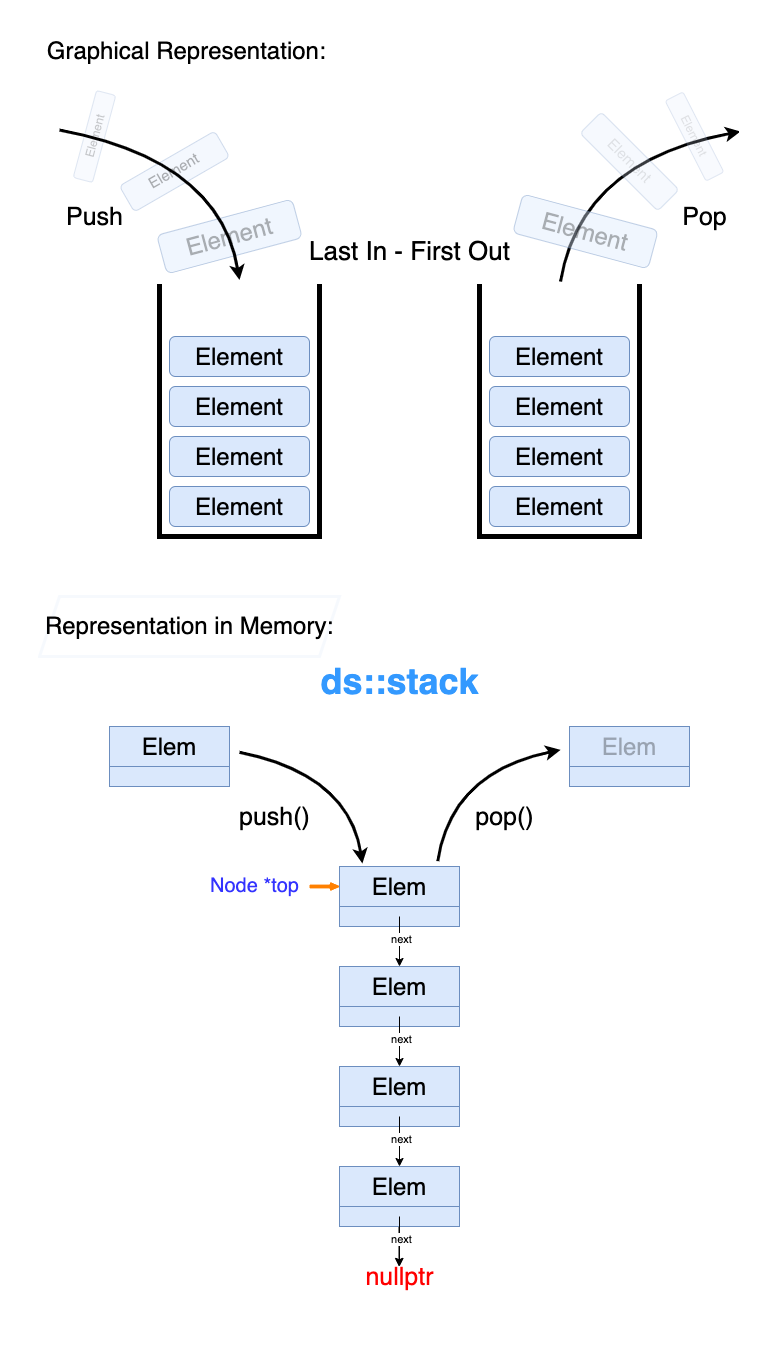 Graphical Representation:
Element
Element
Element
Push
Element
Element
Element
Pop
Last In - First Out
Element
Element
Element
Element
Element
Element
Element
Element
Representation in Memory:
ds::stack
Elem
Elem
push()
pop()
Node *top
Elem
next
Elem
next
Elem
next
Elem
next
nullptr